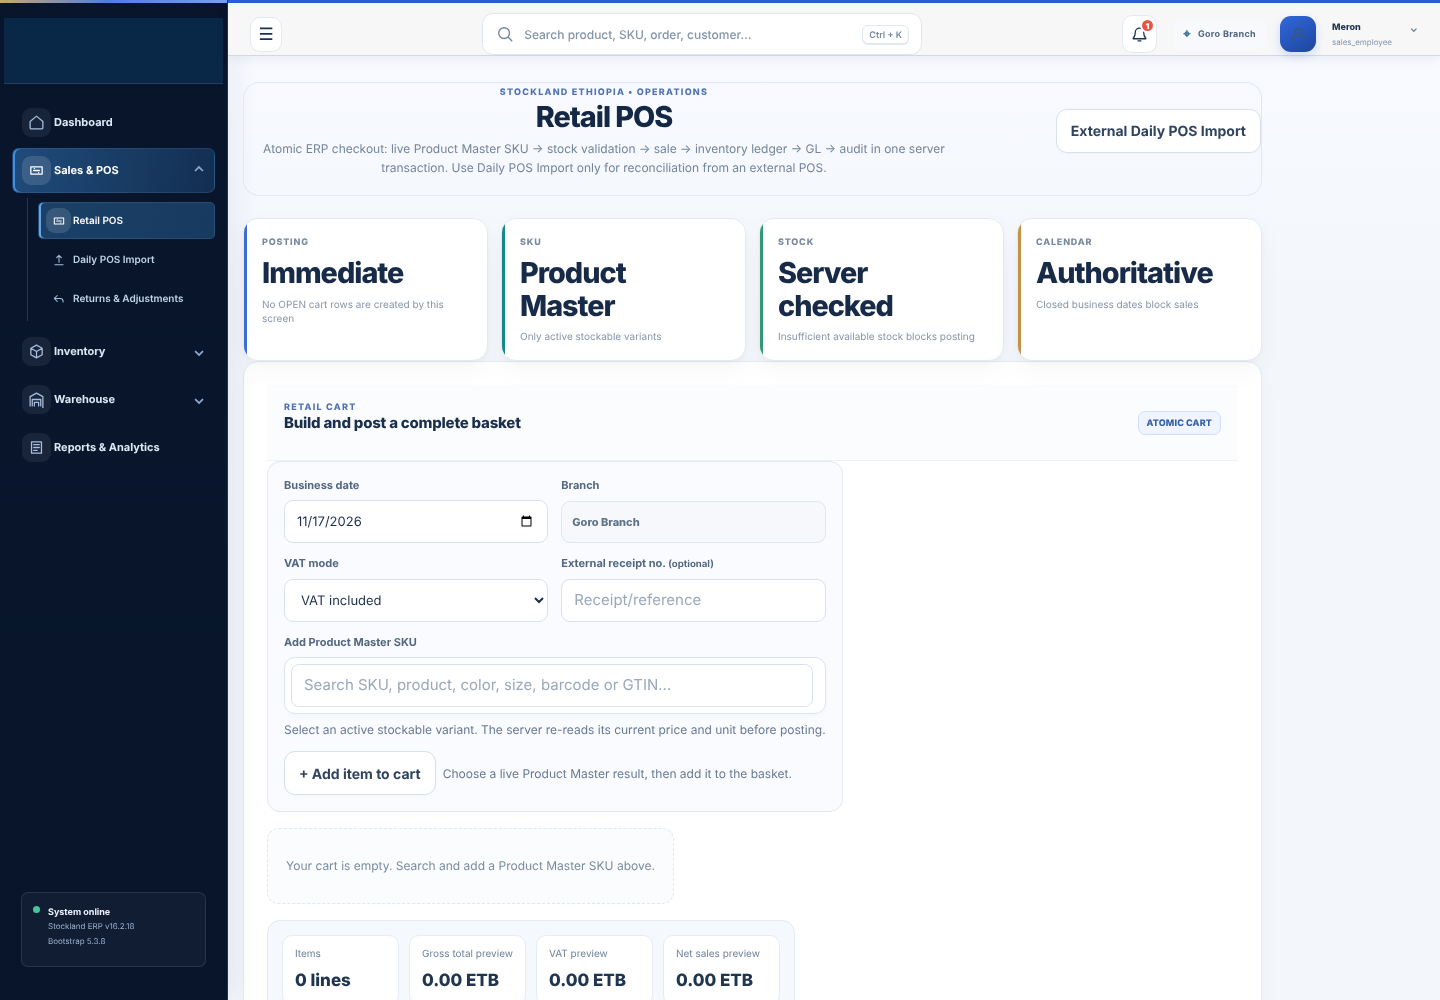 Search product, SKU, order, customer...
Ctrl + K
1
Goro Branch
Meron
sales_employee
Dashboard
Sales & POS
Retail POS
Daily POS Import
Returns & Adjustments
Inventory
Warehouse
Reports & Analytics
System online
Stockland ERP v16.2.18
Bootstrap 5.3.8
STOCKLAND ETHIOPIA • OPERATIONS
Retail POS
Atomic ERP checkout: live Product Master SKU → stock validation → sale → inventory ledger → GL → audit in one server
transaction. Use Daily POS Import only for reconciliation from an external POS.
External Daily POS Import
POSTING
Immediate
No OPEN cart rows are created by this
screen
SKU
Product
Master
Only active stockable variants
STOCK
Server
checked
Insufficient available stock blocks posting
CALENDAR
Authoritative
Closed business dates block sales
RETAIL CART
Build and post a complete basket
ATOMIC CART
Business date
Branch
11/17/2026
Goro Branch
VAT mode
External receipt no. (optional)
VAT included
Receipt/reference
Add Product Master SKU
Search SKU, product, color, size, barcode or GTIN...
Select an active stockable variant. The server re-reads its current price and unit before posting.
+ Add item to cart
Choose a live Product Master result, then add it to the basket.
Your cart is empty. Search and add a Product Master SKU above.
Items
0 lines
Gross total preview
0.00 ETB
VAT preview
0.00 ETB
Net sales preview
0.00 ETB